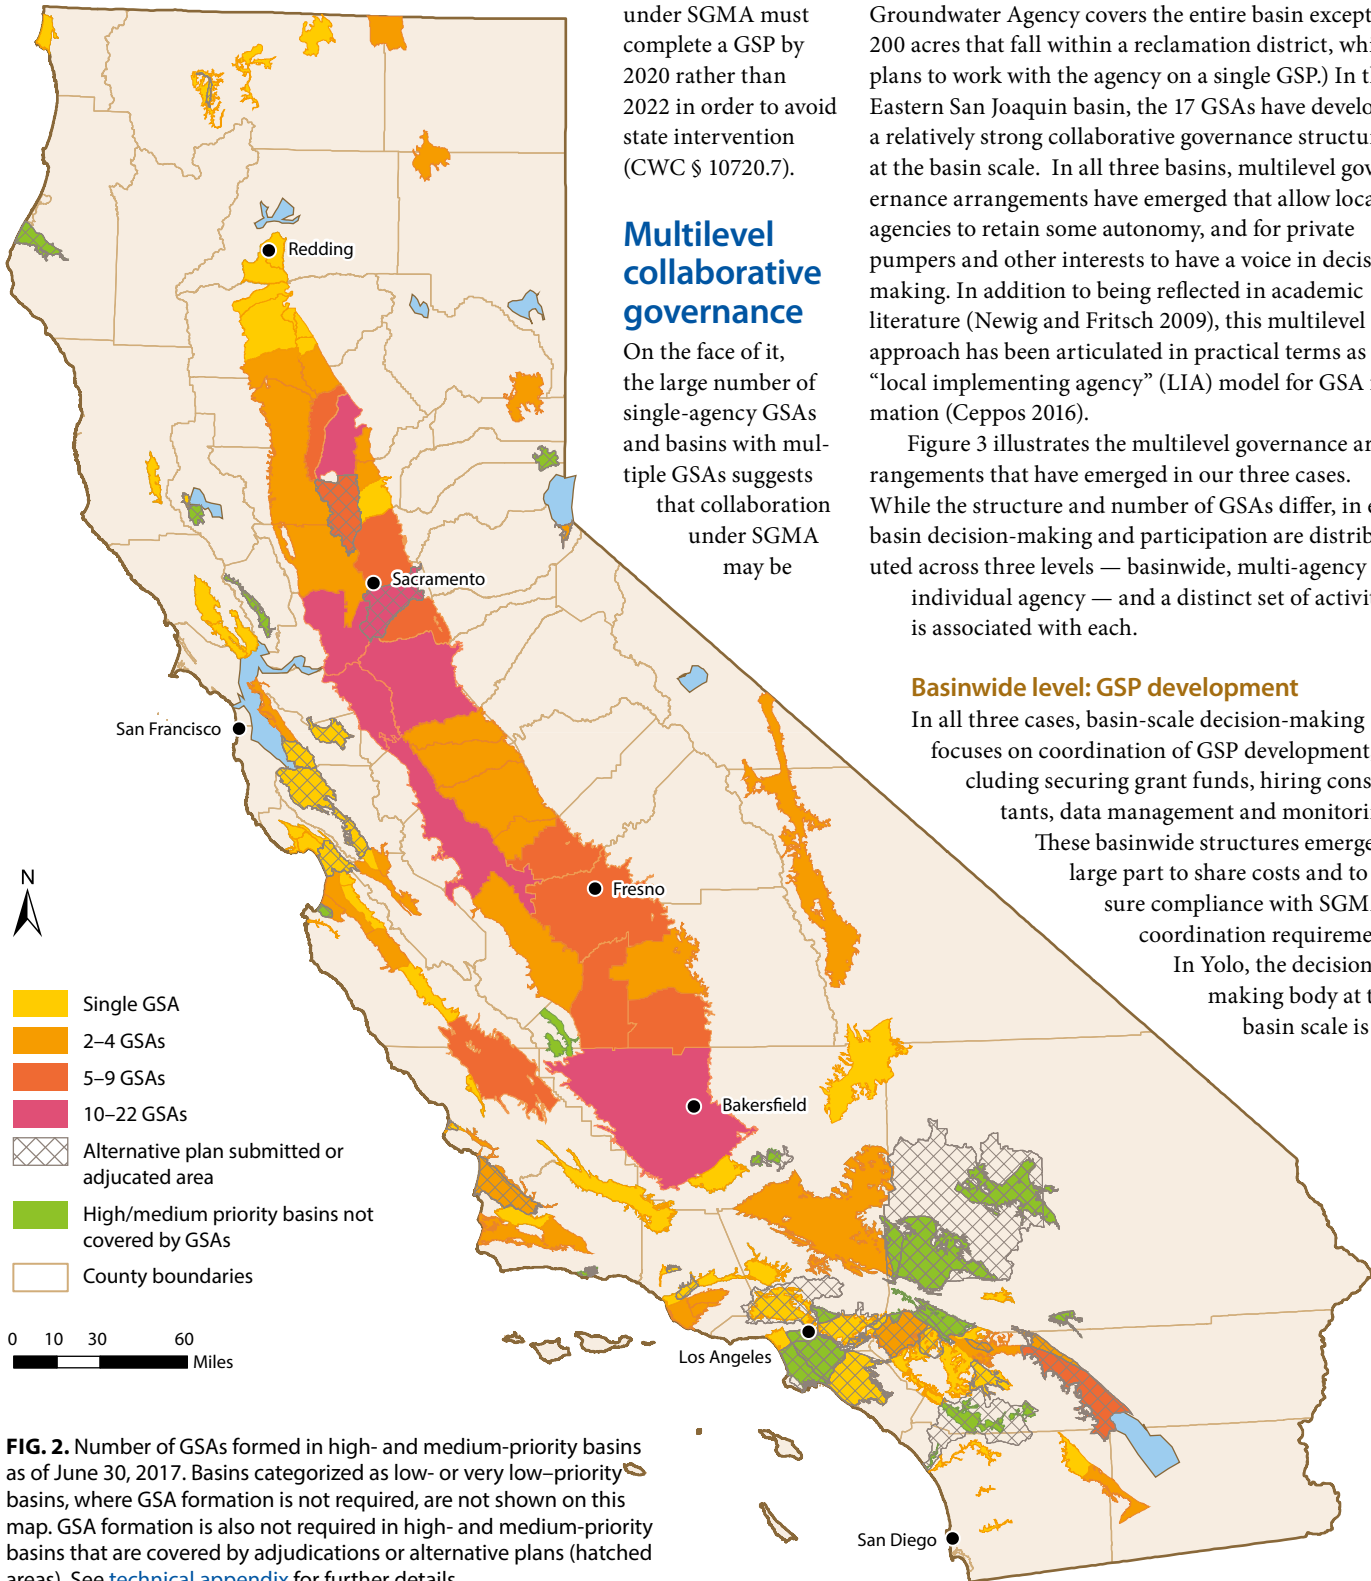 under SGMA must
complete a GSP by
2020 rather than
2022 in order to avoid
state intervention
(CWC § 10720.7).
Multilevel
collaborative
governance
On the face of it,
the large number of
single-agency GSAs
and basins with mul-
tiple GSAs suggests
that collaboration
under SGMA
may be
Groundwater Agency covers the entire basin except
200 acres that fall within a reclamation district,
plans to work with the agency on a single GSP.) In
Eastern San Joaquin basin, the 17 GSAs have
a relatively strong collaborative governance
at the basin scale. In all three basins, multilevel gov
ernance arrangements have emerged that allow
agencies to retain some autonomy, and for private
pumpers and other interests to have a voice in
making. In addition to being reflected in academic
literature (Newig and Fritsch 2009), this multilevel
approach has been articulated in practical terms as
“local implementing agency” (LIA) model for GSA
mation (Ceppos 2016).
Figure 3 illustrates the multilevel governance ar
rangements that have emerged in our three cases.
While the structure and number of GSAs differ, in
basin decision-making and participation are distrib
uted across three levels — basinwide, multi-agency
individual agency — and a distinct set of
is associated with each.
Basinwide level: GSP development
In all three cases, basin-scale decision-making
focuses on coordination of GSP development
cluding securing grant funds, hiring
tants, data management and
These basinwide structures
large part to share costs and to
sure compliance with
coordination
In Yolo, the decision
making body at
basin scale is
Redding
Sacramento
San Francisco
Fresno
Bakersfield
Los Angeles
San Diego
N
Single GSA
2–4 GSAs
5–9 GSAs
10–22 GSAs
Alternative plan submitted or
adjucated area
High/medium priority basins not
covered by GSAs
County boundaries
0 10 30 60
Miles
FIG. 2. Number of GSAs formed in high- and medium-priority basins
as of June 30, 2017. Basins categorized as low- or very low–priority
basins, where GSA formation is not required, are not shown on this
map. GSA formation is also not required in high- and medium-priority
basins that are covered by adjudications or alternative plans (hatched
areas). See technical appendix for further details.